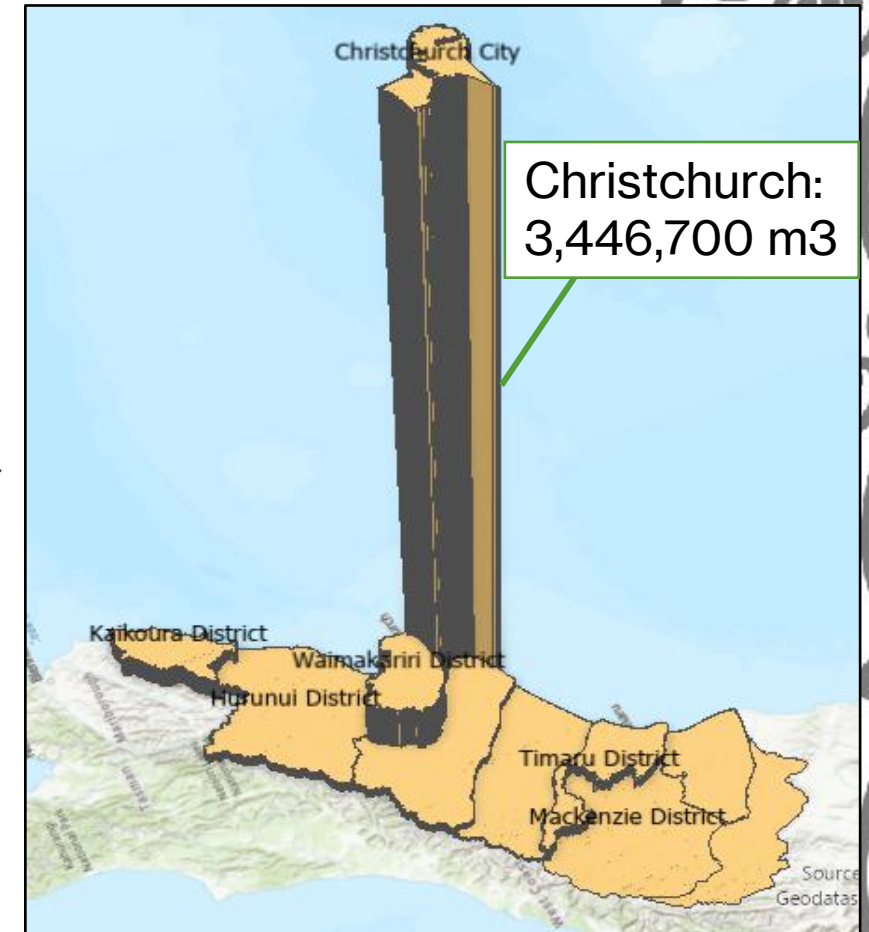 Christchurch City
Christchurch:
3,446,700 m3
Kaikoura District
Waimakariri District
Hurunui District
Timaru District
Mackenzie District
Source
Geodatas